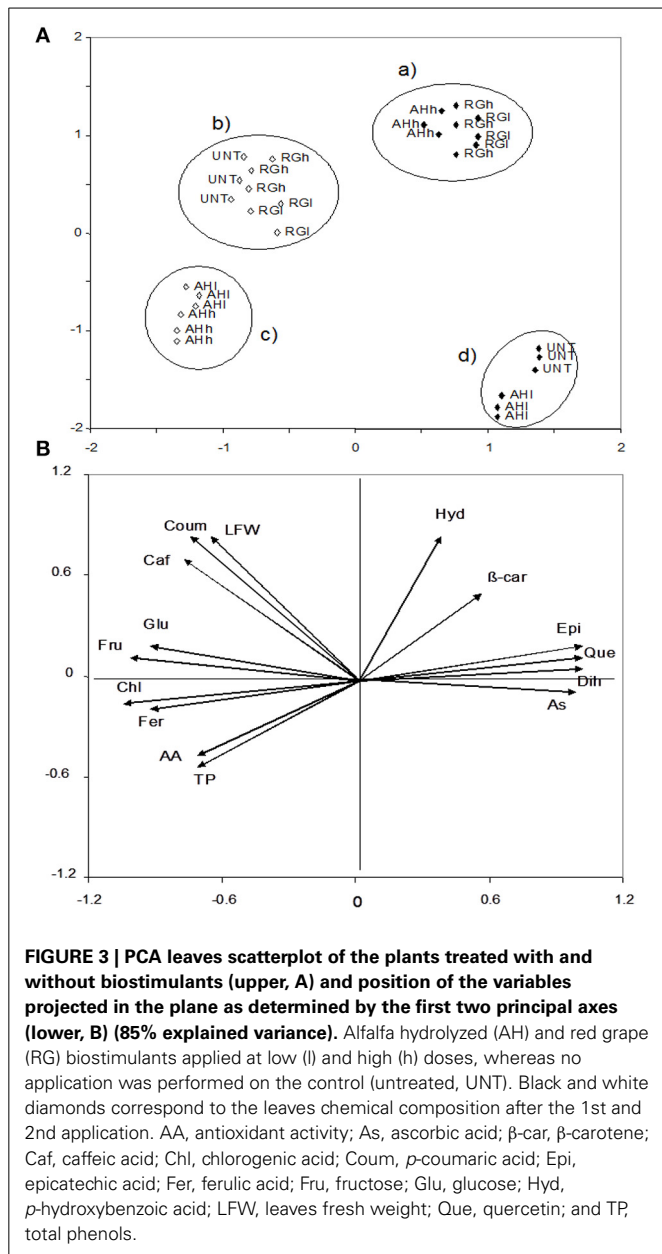 A
2
a)
AHh RGh
RGl
AHh RGh
AHh RGl
RGl
RGh
1
b)
UNT RGh
RGh
UNT RGh
UNT RGl
RGl
RGl
0
AHl
AHl
AHl
AHh
AHh
AHh
-1
c)
d)
UNT
UNT
UNT
AHl
AHl
AHl
-2
-2 -1 0 1 2
B
1.2
Coum LFW
Hyd
Caf
0.6
ß-car
Glu
Epi
Fru
Que
0
Chl
Dih
Fer
As
AA
TP
-0.6
-1.2
-1.2 -0.6 0 0.6 1.2
FIGURE 3 | PCA leaves scatterplot of the plants treated with and
without biostimulants (upper, A) and position of the variables
projected in the plane as determined by the first two principal axes
(lower, B) (85% explained variance). Alfalfa hydrolyzed (AH) and red grape
(RG) biostimulants applied at low (l) and high (h) doses, whereas no
application was performed on the control (untreated, UNT). Black and white
diamonds correspond to the leaves chemical composition after the 1st and
2nd application. AA, antioxidant activity; As, ascorbic acid; β-car, β-carotene;
Caf, caffeic acid; Chl, chlorogenic acid; Coum, p-coumaric acid; Epi,
epicatechic acid; Fer, ferulic acid; Fru, fructose; Glu, glucose; Hyd,
p-hydroxybenzoic acid; LFW, leaves fresh weight; Que, quercetin; and TP,
total phenols.